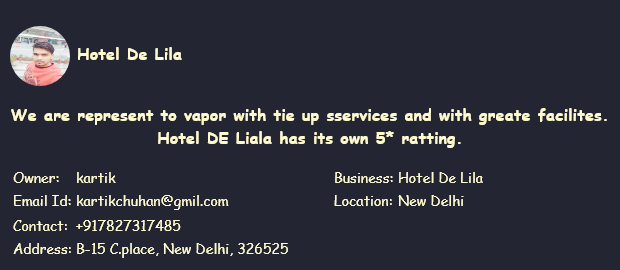 Hotel De Lila
We are represent to vapor with tie up sservices and with greate facilites.
Hotel DE Liala has its own 5* ratting.
Owner: kartik
Business: Hotel De Lila
Email Id: kartikchuhan@gmil.com
Location: New Delhi
Contact: +917827317485
Address: B-15 C.place, New Delhi, 326525